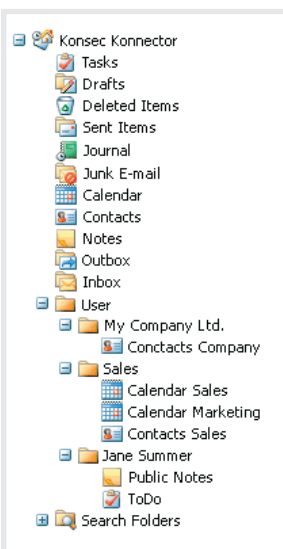 Konsec Konnector
Tasks
Drafts
Deleted Items
Sent Items
Journal
Junk E-mail
Calendar
Contacts
Notes
Outbox
Inbox
User
My Company Ltd.
Conctacts Company
Sales
Calendar Sales
Calendar Marketing
Contacts Sales
Jane Summer
Public Notes
ToDo
Search Folders